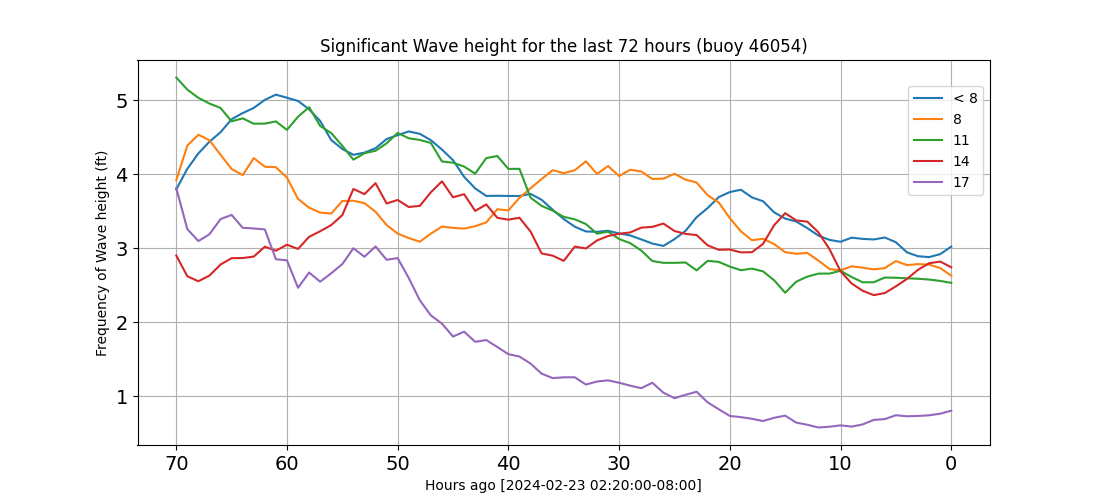 Significant Wave height for the last 72 hours (buoy 46054)
Frequency of Wave height (ft)
5
4
3
2
1
< 8
8
11
14
17
70 60 50 40 30 20 10 0
Hours ago [2024-02-23 02:20:00-08:00]